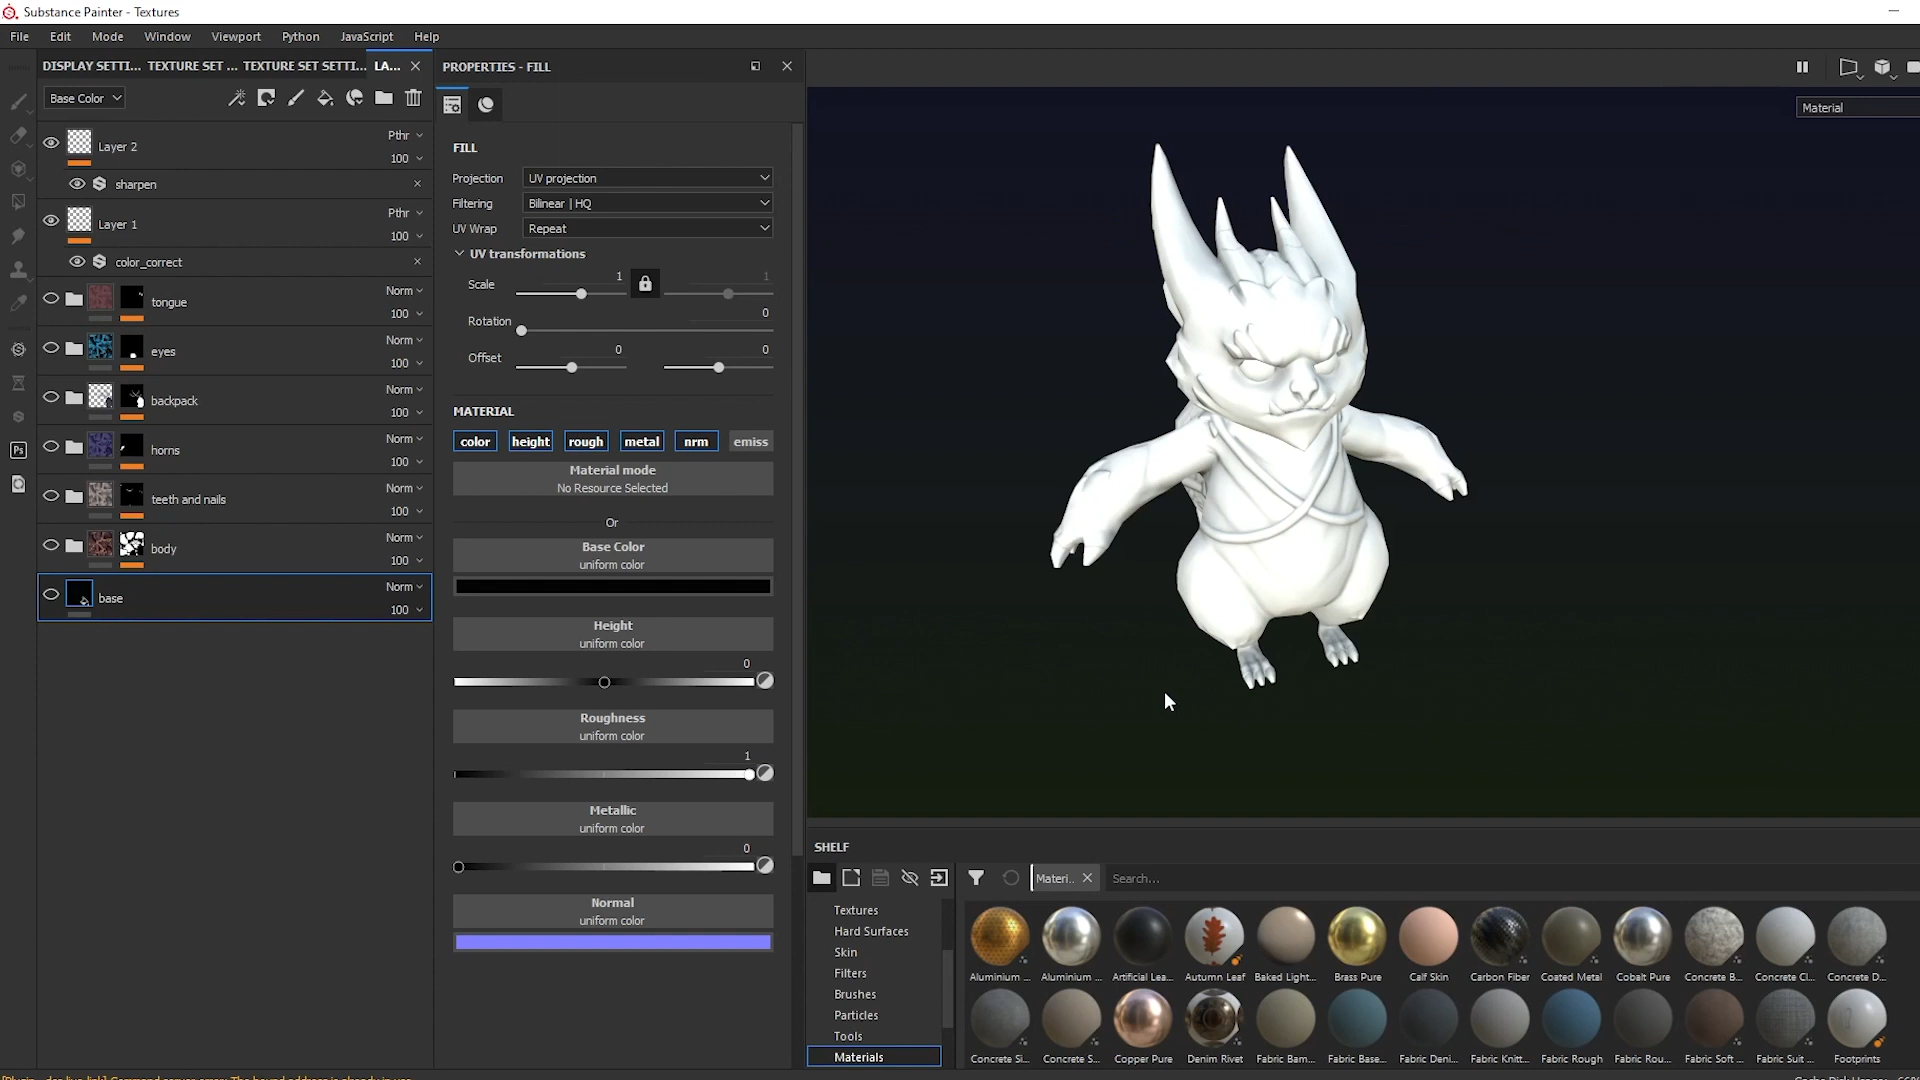 Substance Painter - Textures
File Edit Mode Window Viewport Python JavaScript Help
DISPLAY SETTI... TEXTURE SET ... TEXTURE SET SETTI... LA...
PROPERTIES - FILL
Base Color
Material
Layer 2
Pthr
100
sharpen
Layer 1
Pthr
100
color_correct
tongue
Norm
100
eyes
Norm
100
backpack
Norm
100
horns
Norm
100
teeth and nails
Norm
100
body
Norm
100
base
Norm
100
Ps
FILL
Projection UV projection
Filtering Bilinear | HQ
UV Wrap Repeat
UV transformations
Scale 1 1
Rotation 0
Offset 0 0
MATERIAL
color height rough metal nrm emiss
Material mode
No Resource Selected
Or
Base Color
uniform color
Height
uniform color
0
Roughness
uniform color
1
Metallic
uniform color
0
Normal
uniform color
SHELF
Materi.. Search...
Textures
Hard Surfaces
Skin
Filters
Brushes
Particles
Tools
Materials
Aluminium ... Aluminium ... Artificial Lea... Autumn Leaf Baked Light... Brass Pure Calf Skin Carbon Fiber Coated Metal Cobalt Pure Concrete B... Concrete Cl... Concrete D...
Concrete Si... Concrete S... Copper Pure Denim Rivet Fabric Bam... Fabric Base... Fabric Deni... Fabric Knitt... Fabric Rough Fabric Rou... Fabric Soft ... Fabric Suit ... Footprints